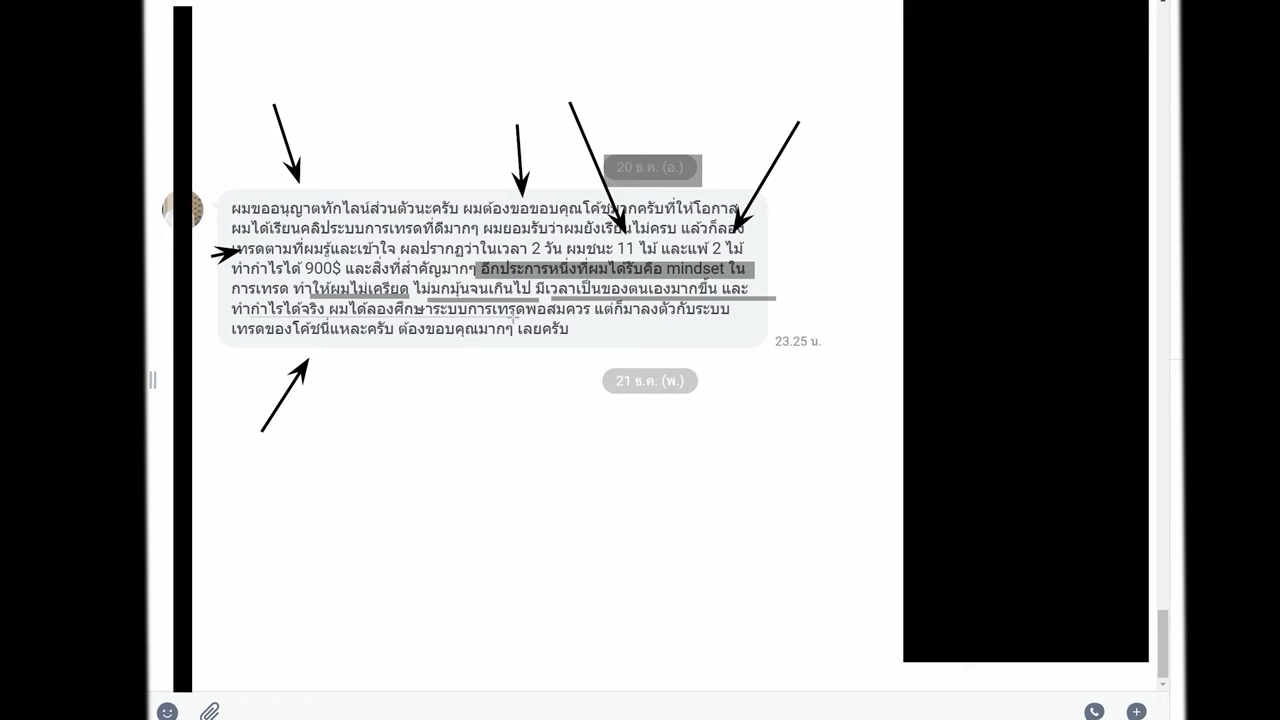 20 ธ.ค. (อ.)
ผมขออนุญาตทักไลน์ส่วนตัวนะครับ ผมต้องขอขอบคุณโค้ชมากครับที่ให้โอกาส
ผมได้เรียนคลิประบบการเทรดที่ดีมากๆ ผมยอมรับว่าผมยังเรียนไม่ครบ แล้วก็ลอง
เทรดตามที่ผมรู้และเข้าใจ ผลปรากฏว่าในเวลา 2 วัน ผมชนะ 11 ไม้ และแพ้ 2 ไม้
ทำกำไรได้ 900$ และสิ่งที่สำคัญมากๆ อีกประการหนึ่งที่ผมได้รับคือ mindset ใน
การเทรด ทำให้ผมไม่เครียด ไม่มกมุ้นจนเกินไป มีเวลาเป็นของตนเองมากขึ้น และ
ทำกำไรได้จริง ผมได้ลองศึกษาระบบการเทรดพอสมควร แต่ก็มาลงตัวกับระบบ
เทรดของโค้ชนี่แหละครับ ต้องขอบคุณมากๆ เลยครับ
23.25 น.
21 ธ.ค. (พ.)